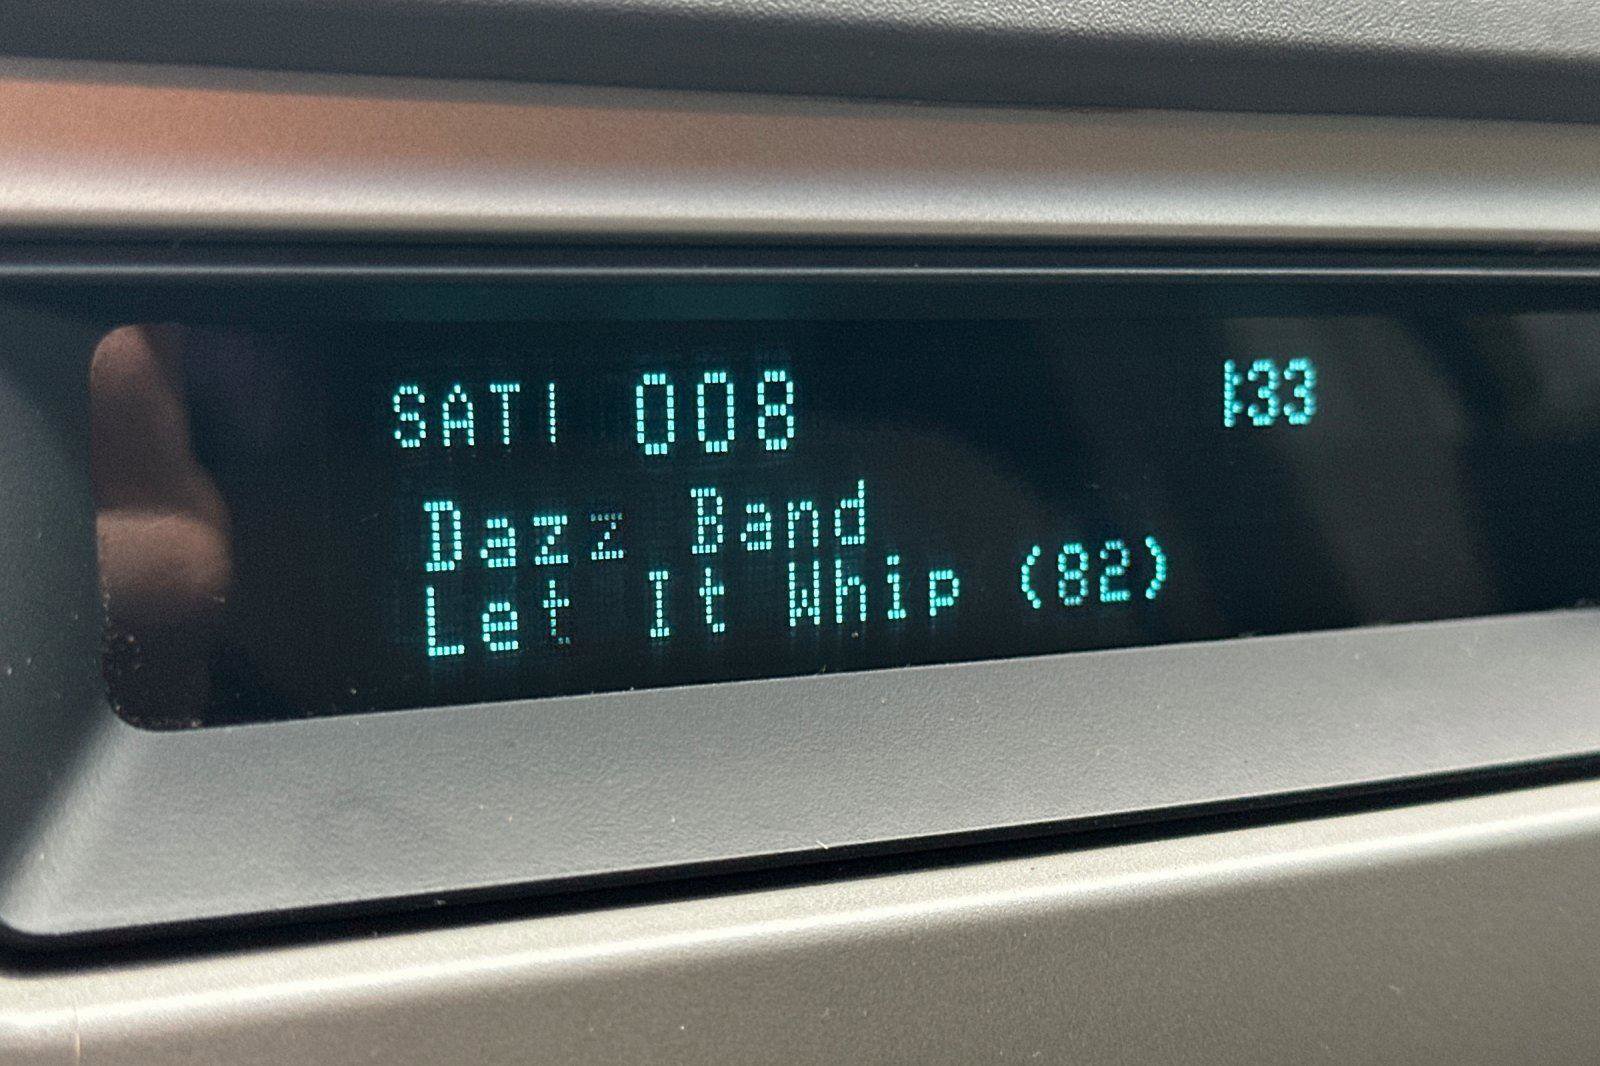 SAT1 008 1:33
Dazz Band
Let It Whip (82)